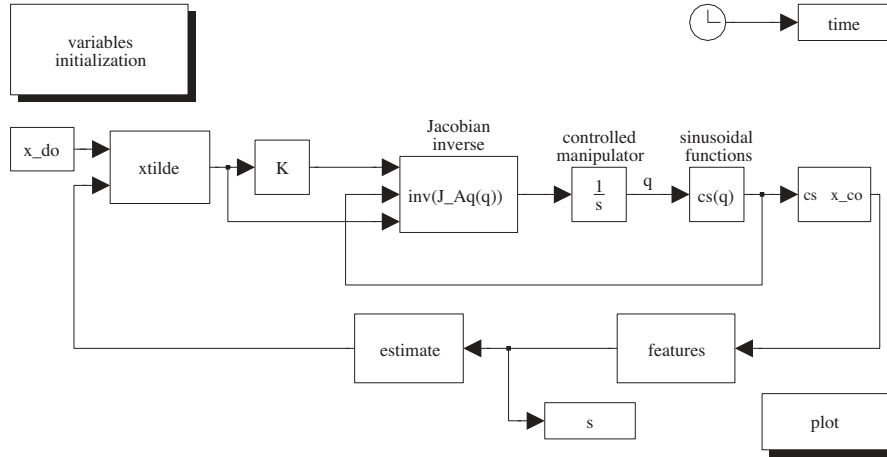 variables
initialization
time
x_do
xtilde
K
Jacobian
inverse
inv(J_Aq(q))
controlled
manipulator
1
s
q
sinusoidal
functions
cs(q)
cs x_co
estimate
features
s
plot